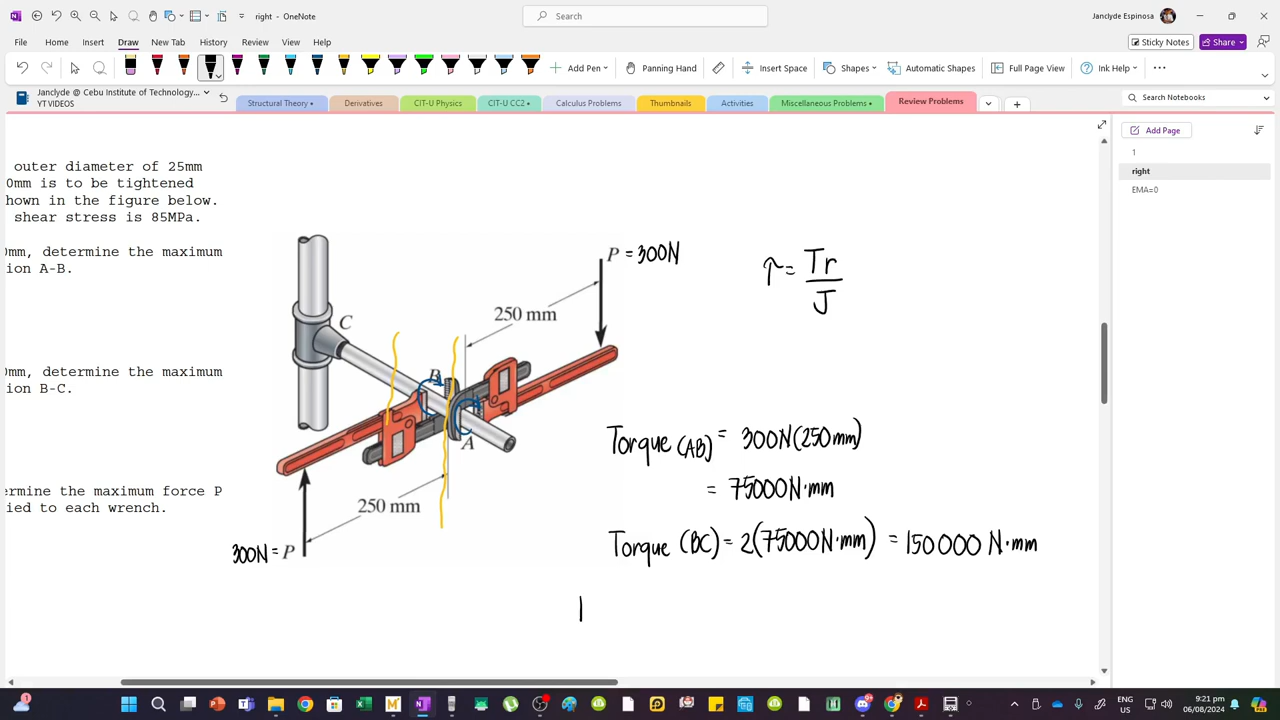 right - OneNote
Search
Janclyde Espinosa
File Home Insert Draw New Tab History Review View Help
Sticky Notes Share
Add Pen Panning Hand Insert Space Shapes Automatic Shapes Full Page View Ink Help
Janclyde @ Cebu Institute of Technology...
YT VIDEOS
Structural Theory Derivatives CIT-U Physics CIT-U CC2 Calculus Problems Thumbnails Activities Miscellaneous Problems Review Problems
Search Notebooks
Add Page
1
right
EMA=0
outer diameter of 25mm
0mm is to be tightened
hown in the figure below.
shear stress is 85MPa.
0mm, determine the maximum
ion A-B.
0mm, determine the maximum
ion B-C.
ermine the maximum force P
ied to each wrench.
P = 300N
250 mm
C
B
A
250 mm
300N = P
τ = Tr/J
Torque (AB) = 300N(250mm)
= 75000N·mm
Torque (BC) = 2(75000N·mm) = 150000 N·mm
1
ENG
US
9:21 pm
06/08/2024